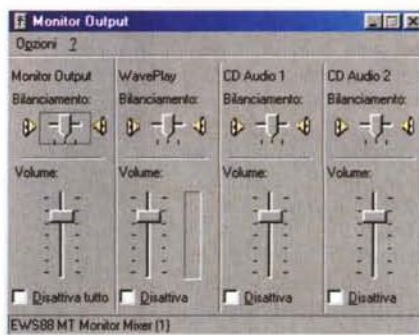 Monitor Output
Opzioni ?
Monitor Output WavePlay CD Audio 1 CD Audio 2
Bilanciamento: Bilanciamento: Bilanciamento: Bilanciamento:
Volume: Volume: Volume: Volume:
Disattiva tutto Disattiva Disattiva Disattiva
EWS88 MT Monitor Mixer (1)